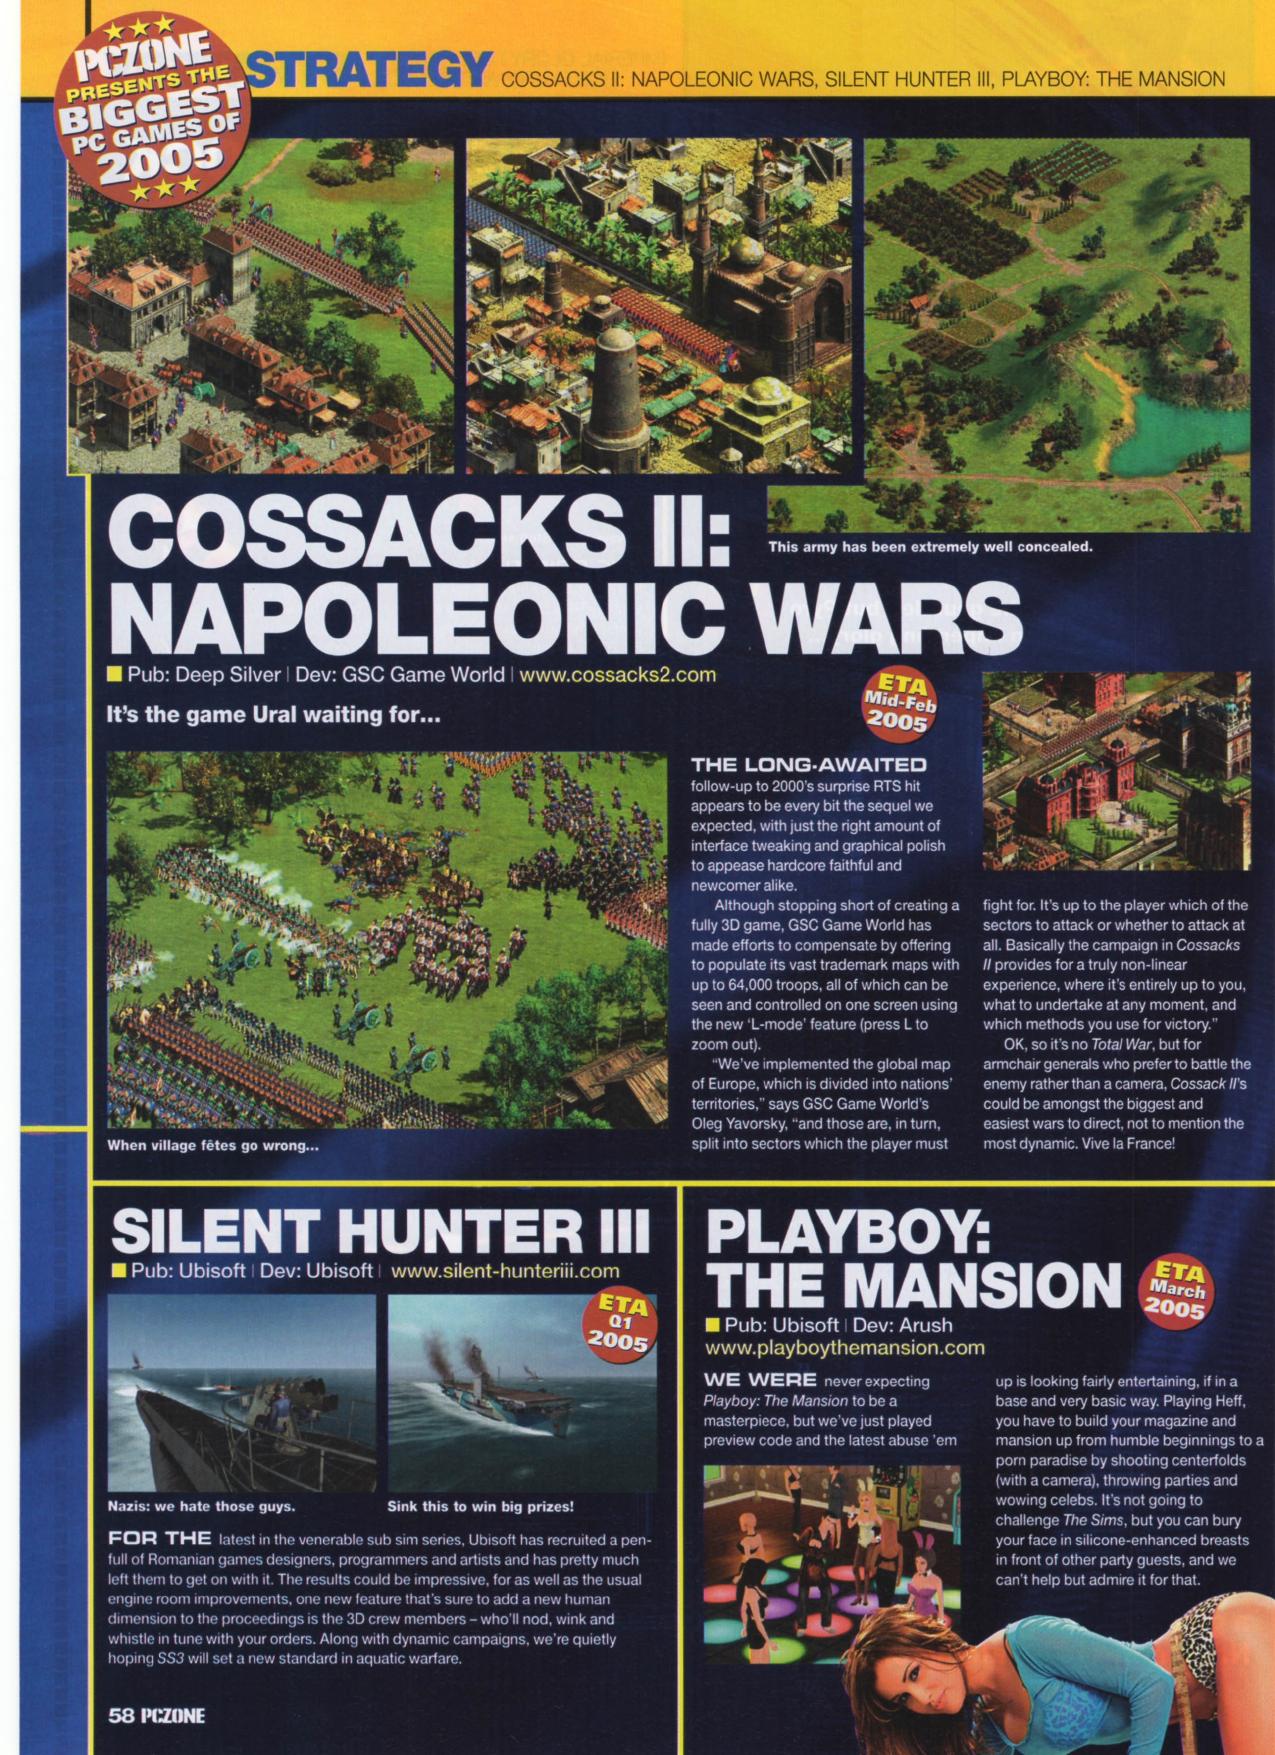 ★★★
PCZONE
PRESENTS THE
BIGGEST
PC GAMES OF
2005
★★★
STRATEGY COSSACKS II: NAPOLEONIC WARS, SILENT HUNTER III, PLAYBOY: THE MANSION
This army has been extremely well concealed.
COSSACKS II:
NAPOLEONIC WARS
Pub: Deep Silver | Dev: GSC Game World | www.cossacks2.com
It's the game Ural waiting for...
ETA
Mid-Feb
2005
When village fêtes go wrong...
THE LONG-AWAITED
follow-up to 2000's surprise RTS hit
appears to be every bit the sequel we
expected, with just the right amount of
interface tweaking and graphical polish
to appease hardcore faithful and
newcomer alike.
Although stopping short of creating a
fully 3D game, GSC Game World has
made efforts to compensate by offering
to populate its vast trademark maps with
up to 64,000 troops, all of which can be
seen and controlled on one screen using
the new 'L-mode' feature (press L to
zoom out).
"We've implemented the global map
of Europe, which is divided into nations'
territories," says GSC Game World's
Oleg Yavorsky, "and those are, in turn,
split into sectors which the player must
fight for. It's up to the player which of the
sectors to attack or whether to attack at
all. Basically the campaign in Cossacks
II provides for a truly non-linear
experience, where it's entirely up to you,
what to undertake at any moment, and
which methods you use for victory."
OK, so it's no Total War, but for
armchair generals who prefer to battle the
enemy rather than a camera, Cossack II's
could be amongst the biggest and
easiest wars to direct, not to mention the
most dynamic. Vive la France!
SILENT HUNTER III
Pub: Ubisoft | Dev: Ubisoft | www.silent-hunteriii.com
ETA
Q1
2005
Nazis: we hate those guys.
Sink this to win big prizes!
FOR THE latest in the venerable sub sim series, Ubisoft has recruited a pen-
full of Romanian games designers, programmers and artists and has pretty much
left them to get on with it. The results could be impressive, for as well as the usual
engine room improvements, one new feature that's sure to add a new human
dimension to the proceedings is the 3D crew members – who'll nod, wink and
whistle in tune with your orders. Along with dynamic campaigns, we're quietly
hoping SS3 will set a new standard in aquatic warfare.
PLAYBOY:
THE MANSION
ETA
March
2005
Pub: Ubisoft | Dev: Arush
www.playboythemansion.com
WE WERE never expecting
Playboy: The Mansion to be a
masterpiece, but we've just played
preview code and the latest abuse 'em
up is looking fairly entertaining, if in a
base and very basic way. Playing Heff,
you have to build your magazine and
mansion up from humble beginnings to a
porn paradise by shooting centerfolds
(with a camera), throwing parties and
wowing celebs. It's not going to
challenge The Sims, but you can bury
your face in silicone-enhanced breasts
in front of other party guests, and we
can't help but admire it for that.
58 PCZONE